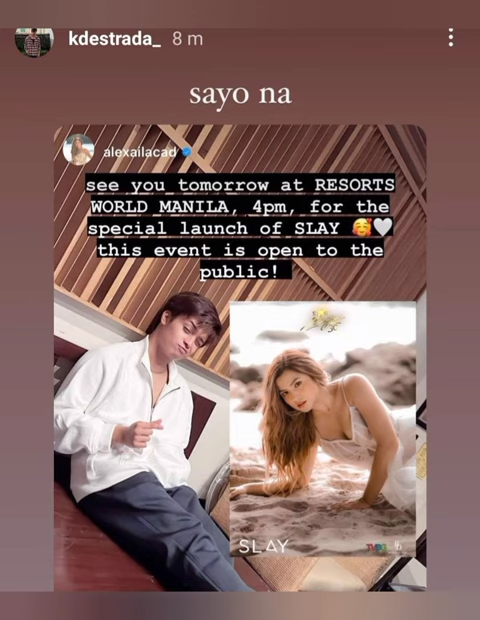 kdestrada_ 8 m
sayo na
alexailacad
see you tomorrow at RESORTS
WORLD MANILA, 4pm, for the
special launch of SLAY 🥰🤍
this event is open to the
public!
SLAY